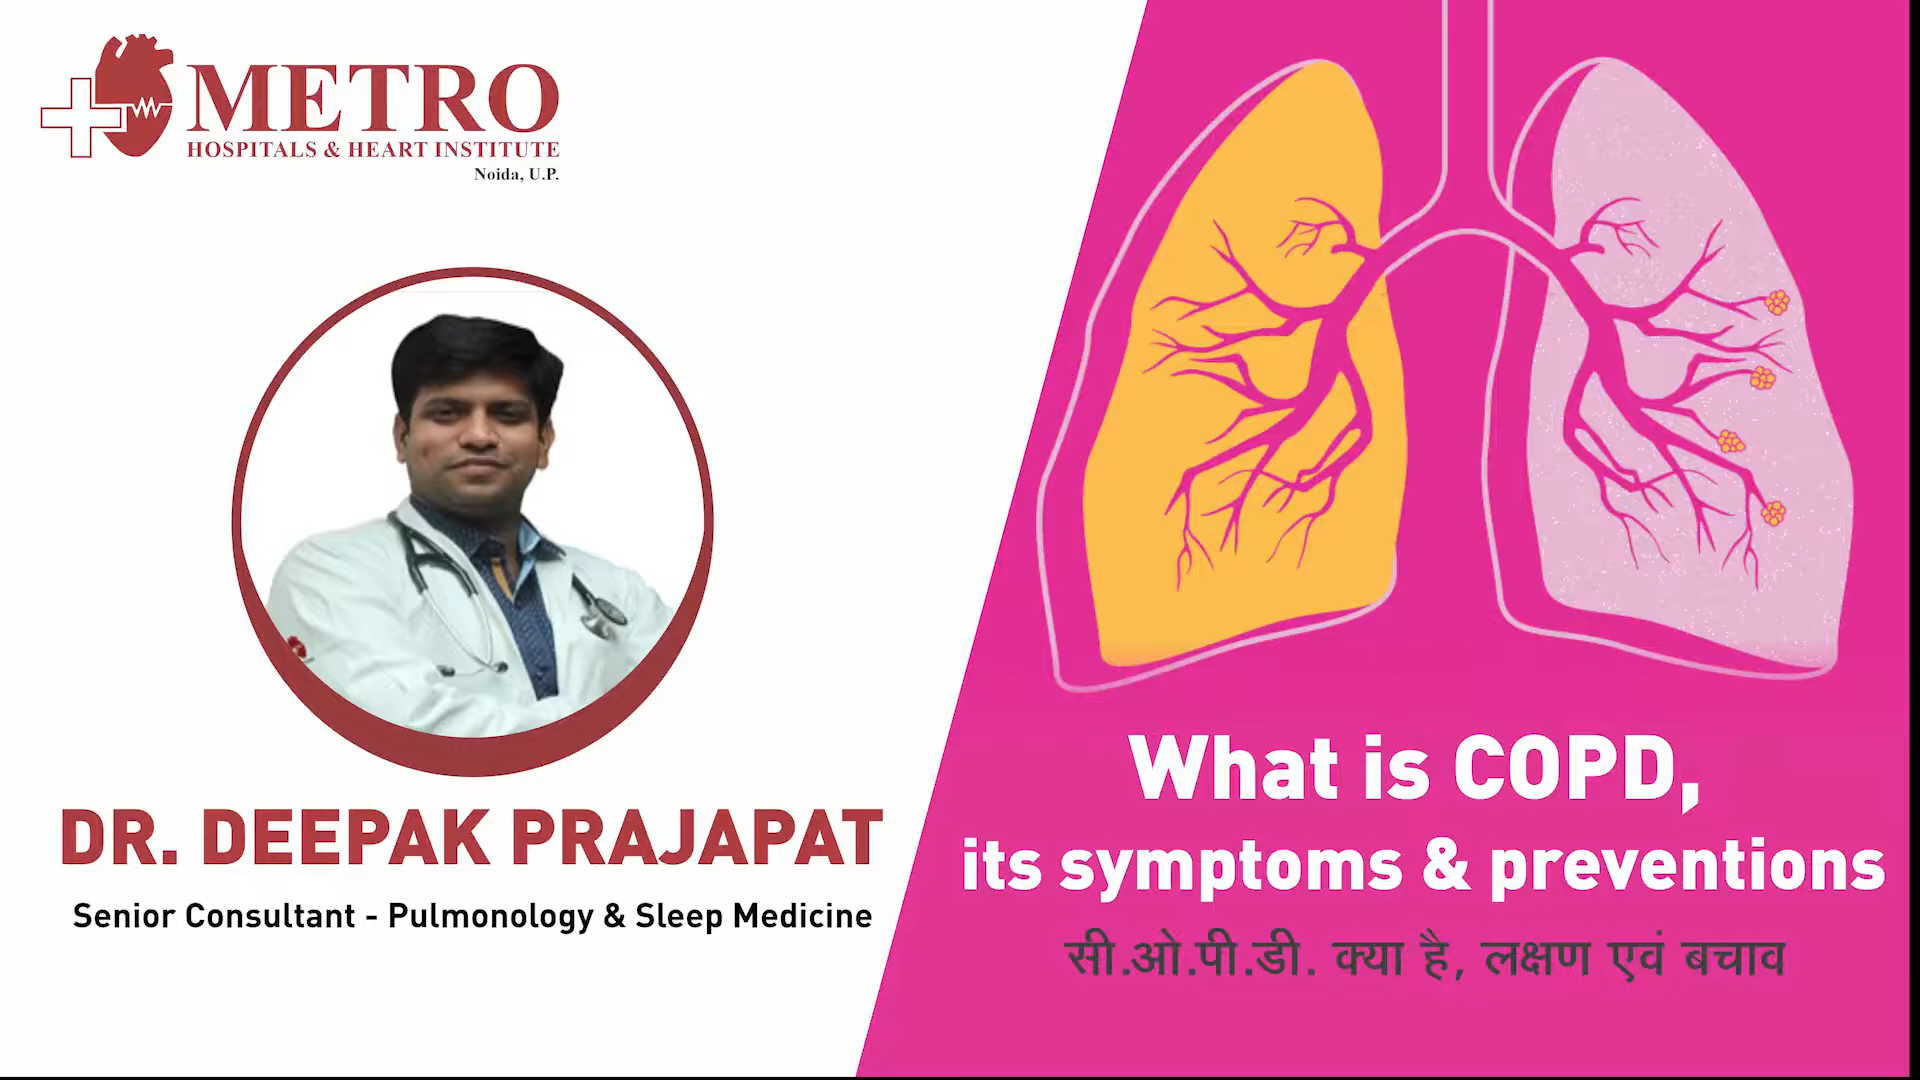 METRO
HOSPITALS & HEART INSTITUTE
Noida, U.P.
DR. DEEPAK PRAJAPAT
Senior Consultant - Pulmonology & Sleep Medicine
What is COPD,
its symptoms & preventions
सी.ओ.पी.डी. क्या है, लक्षण एवं बचाव